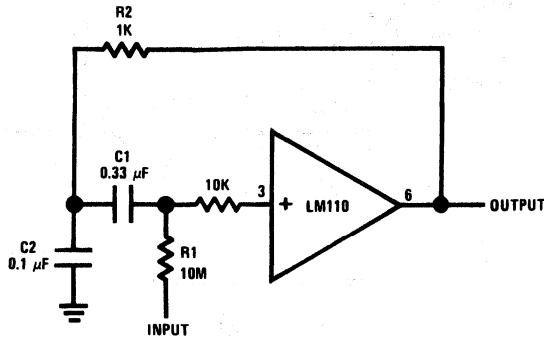 R2
1K
C1
0.33 µF
10K
3
+
LM110
6
OUTPUT
C2
0.1 µF
R1
10M
INPUT